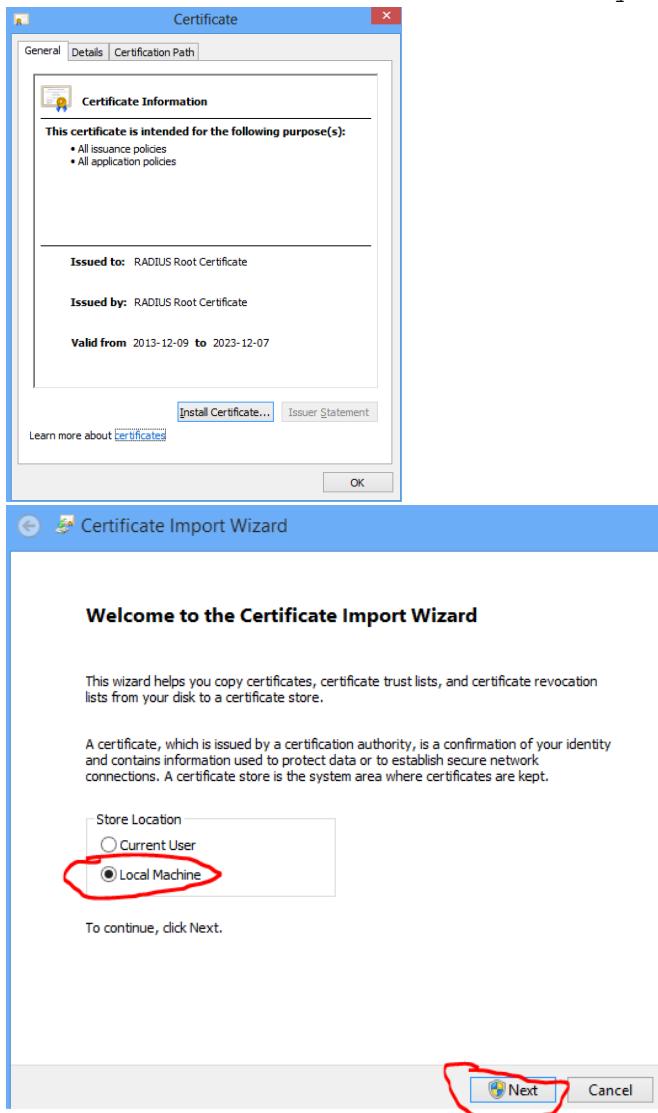 Certificate
General Details Certification Path
Certificate Information
This certificate is intended for the following purpose(s):
• All issuance policies
• All application policies
Issued to: RADIUS Root Certificate
Issued by: RADIUS Root Certificate
Valid from 2013-12-09 to 2023-12-07
Install Certificate... Issuer Statement
Learn more about certificates
OK
Certificate Import Wizard
Welcome to the Certificate Import Wizard
This wizard helps you copy certificates, certificate trust lists, and certificate revocation
lists from your disk to a certificate store.
A certificate, which is issued by a certification authority, is a confirmation of your identity
and contains information used to protect data or to establish secure network
connections. A certificate store is the system area where certificates are kept.
Store Location
Current User
Local Machine
To continue, click Next.
Next Cancel